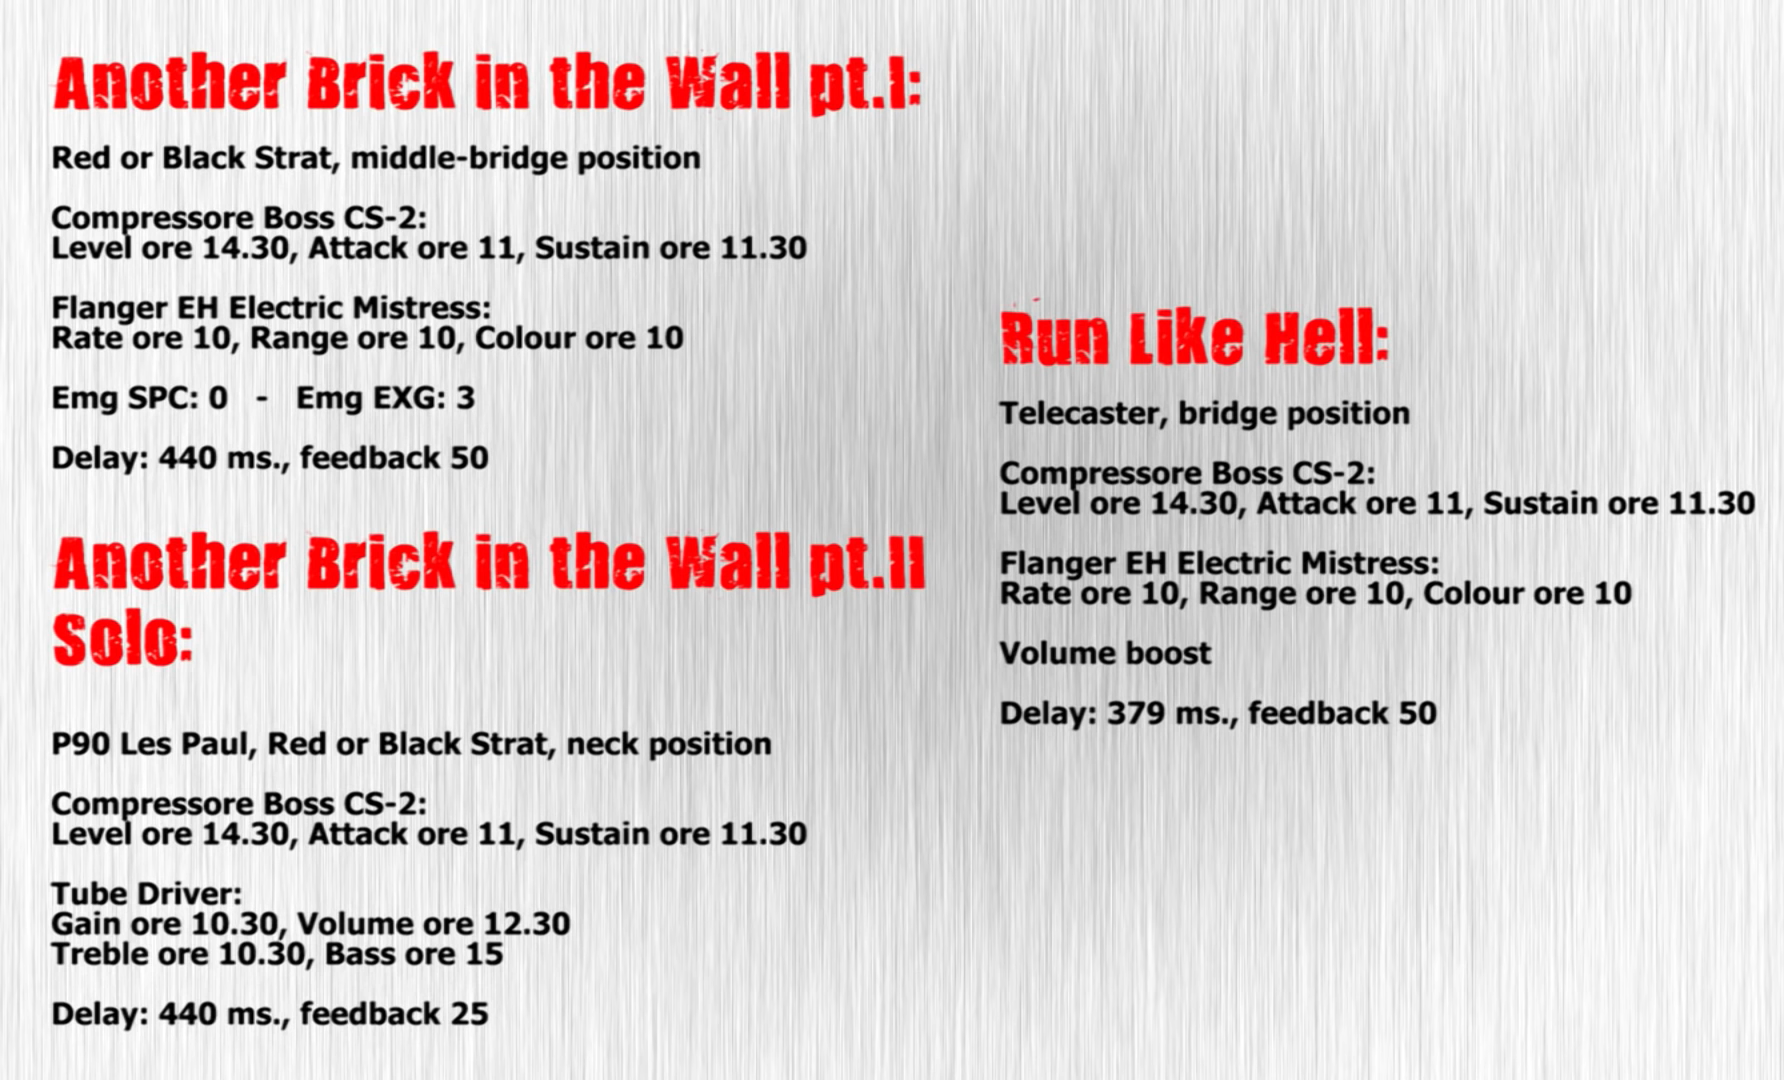 Another Brick in the Wall pt.I:
Red or Black Strat, middle-bridge position
Compressore Boss CS-2:
Level ore 14.30, Attack ore 11, Sustain ore 11.30
Flanger EH Electric Mistress:
Rate ore 10, Range ore 10, Colour ore 10
Emg SPC: 0 - Emg EXG: 3
Delay: 440 ms., feedback 50
Another Brick in the Wall pt.II
Solo:
P90 Les Paul, Red or Black Strat, neck position
Compressore Boss CS-2:
Level ore 14.30, Attack ore 11, Sustain ore 11.30
Tube Driver:
Gain ore 10.30, Volume ore 12.30
Treble ore 10.30, Bass ore 15
Delay: 440 ms., feedback 25
Run Like Hell:
Telecaster, bridge position
Compressore Boss CS-2:
Level ore 14.30, Attack ore 11, Sustain ore 11.30
Flanger EH Electric Mistress:
Rate ore 10, Range ore 10, Colour ore 10
Volume boost
Delay: 379 ms., feedback 50